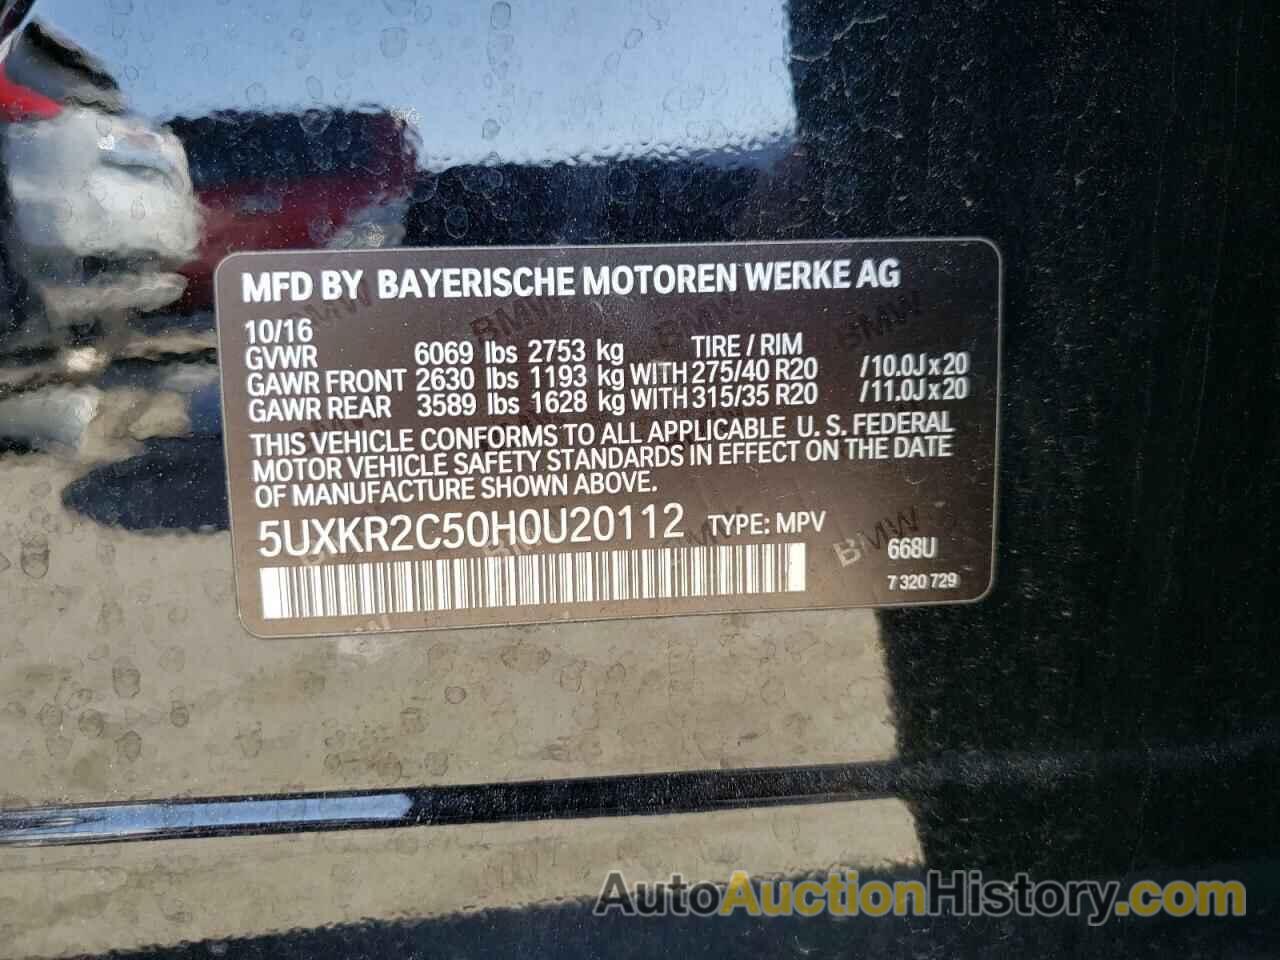 MFD BY BAYERISCHE MOTOREN WERKE AG
10/16
GVWR 6069 lbs 2753 kg TIRE / RIM
GAWR FRONT 2630 lbs 1193 kg WITH 275/40 R20 /10.0J x 20
GAWR REAR 3589 lbs 1628 kg WITH 315/35 R20 /11.0J x 20
THIS VEHICLE CONFORMS TO ALL APPLICABLE U. S. FEDERAL
MOTOR VEHICLE SAFETY STANDARDS IN EFFECT ON THE DATE
OF MANUFACTURE SHOWN ABOVE.
5UXKR2C50H0U20112 TYPE: MPV
668U
7 320 729
AutoAuctionHistory.com